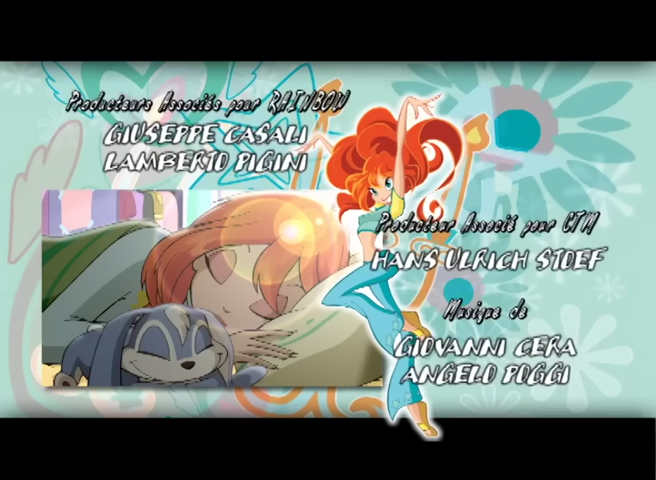 Producteurs Associés pour RAINBOW
GIUSEPPE CASALI
LAMBERTO PIGINI
Producteur Associé pour CTM
HANS ULRICH STOEF
Musique de
GIOVANNI CERA
ANGELO POGGI